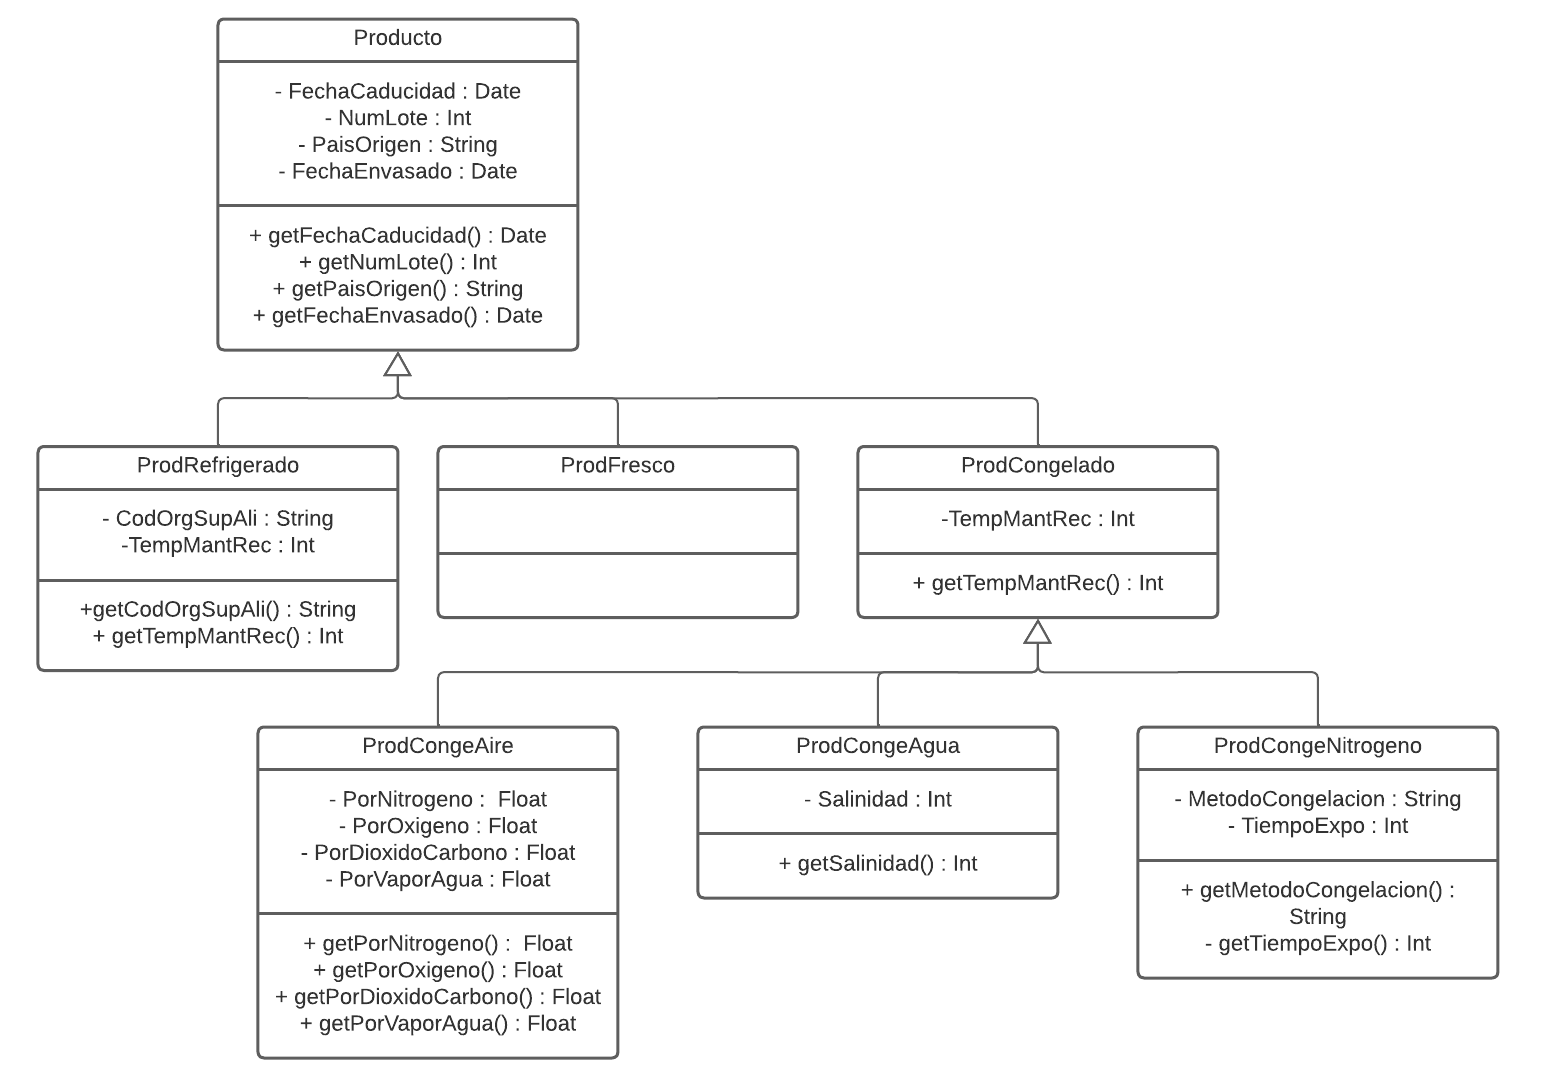 Producto
- FechaCaducidad : Date
- NumLote : Int
- PaisOrigen : String
- FechaEnvasado : Date
+ getFechaCaducidad() : Date
+ getNumLote() : Int
+ getPaisOrigen() : String
+ getFechaEnvasado() : Date
ProdRefrigerado
- CodOrgSupAli : String
-TempMantRec : Int
+getCodOrgSupAli() : String
+ getTempMantRec() : Int
ProdFresco
ProdCongelado
-TempMantRec : Int
+ getTempMantRec() : Int
ProdCongeAire
- PorNitrogeno :  Float
- PorOxigeno : Float
- PorDioxidoCarbono : Float
- PorVaporAgua : Float
+ getPorNitrogeno() :  Float
+ getPorOxigeno() : Float
+ getPorDioxidoCarbono() : Float
+ getPorVaporAgua() : Float
ProdCongeAgua
- Salinidad : Int
+ getSalinidad() : Int
ProdCongeNitrogeno
- MetodoCongelacion : String
- TiempoExpo : Int
+ getMetodoCongelacion() :
String
- getTiempoExpo() : Int